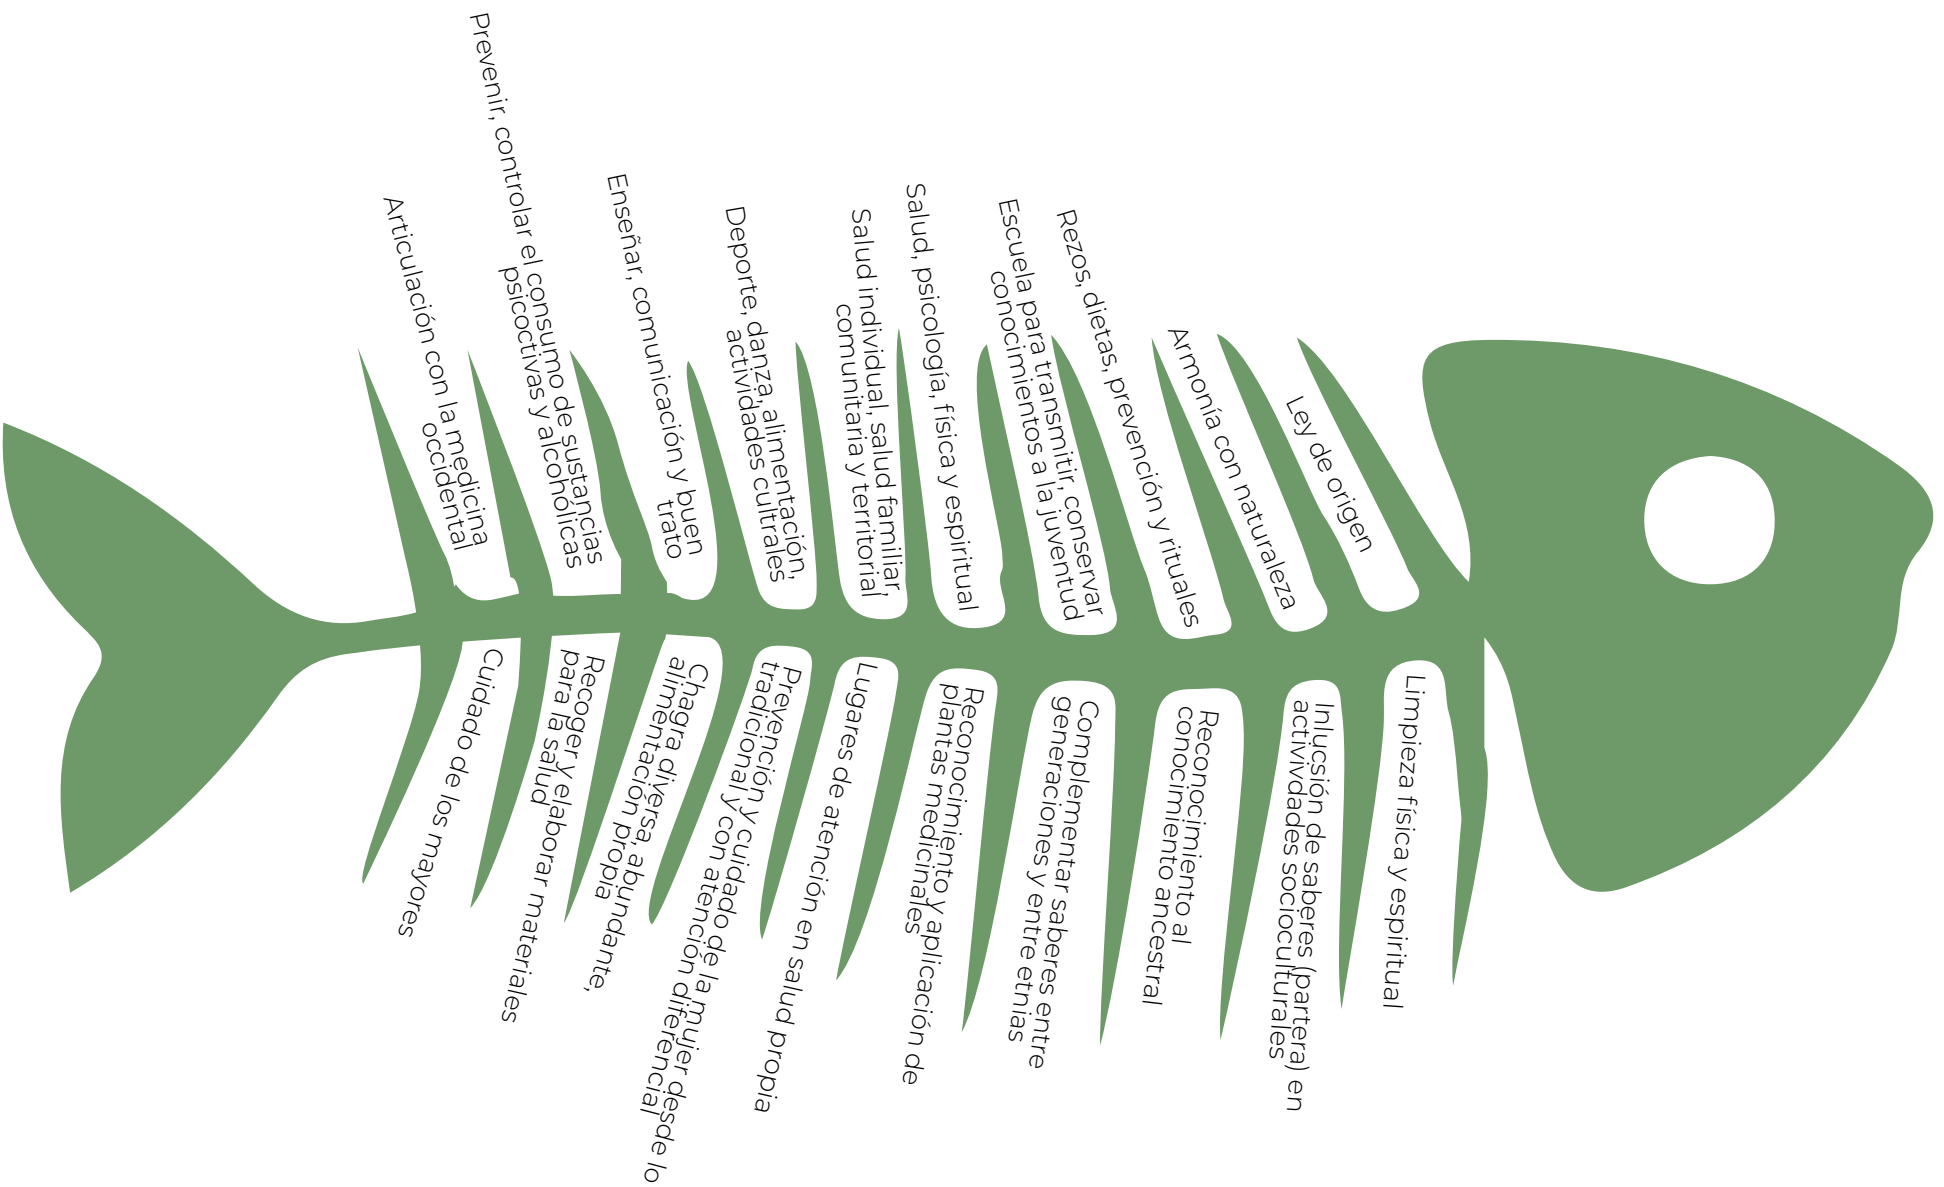 Articulación con la medicina
occidental
Prevenir, controlar el consumo de sustancias
psicoctivas y alcohólicas
Enseñar, comunicación y buen
trato
Deporte, danza, alimentación,
actividades cultrales
Salud individual, salud familiar,
comunitaria y territorial
Salud, psicología, física y espiritual
Escuela para transmitir, conservar
conocimientos a la juventud
Rezos, dietas, prevención y rituales
Armonía con naturaleza
Ley de origen
Cuidado de los mayores
Recoger y elaborar materiales
para la salud
Chagra diversa, abundante,
alimentación propia
Prevención y cuidado de la mujer desde lo
tradicional y con atención diferencial
Lugares de atención en salud propia
Reconocimiento y aplicación de
plantas medicinales
Complementar saberes entre
generaciones y entre etnias
Reconocimiento al
conocimiento ancestral
Inlucsión de saberes (partera) en
activivdades socioculturales
Limpieza física y espiritual